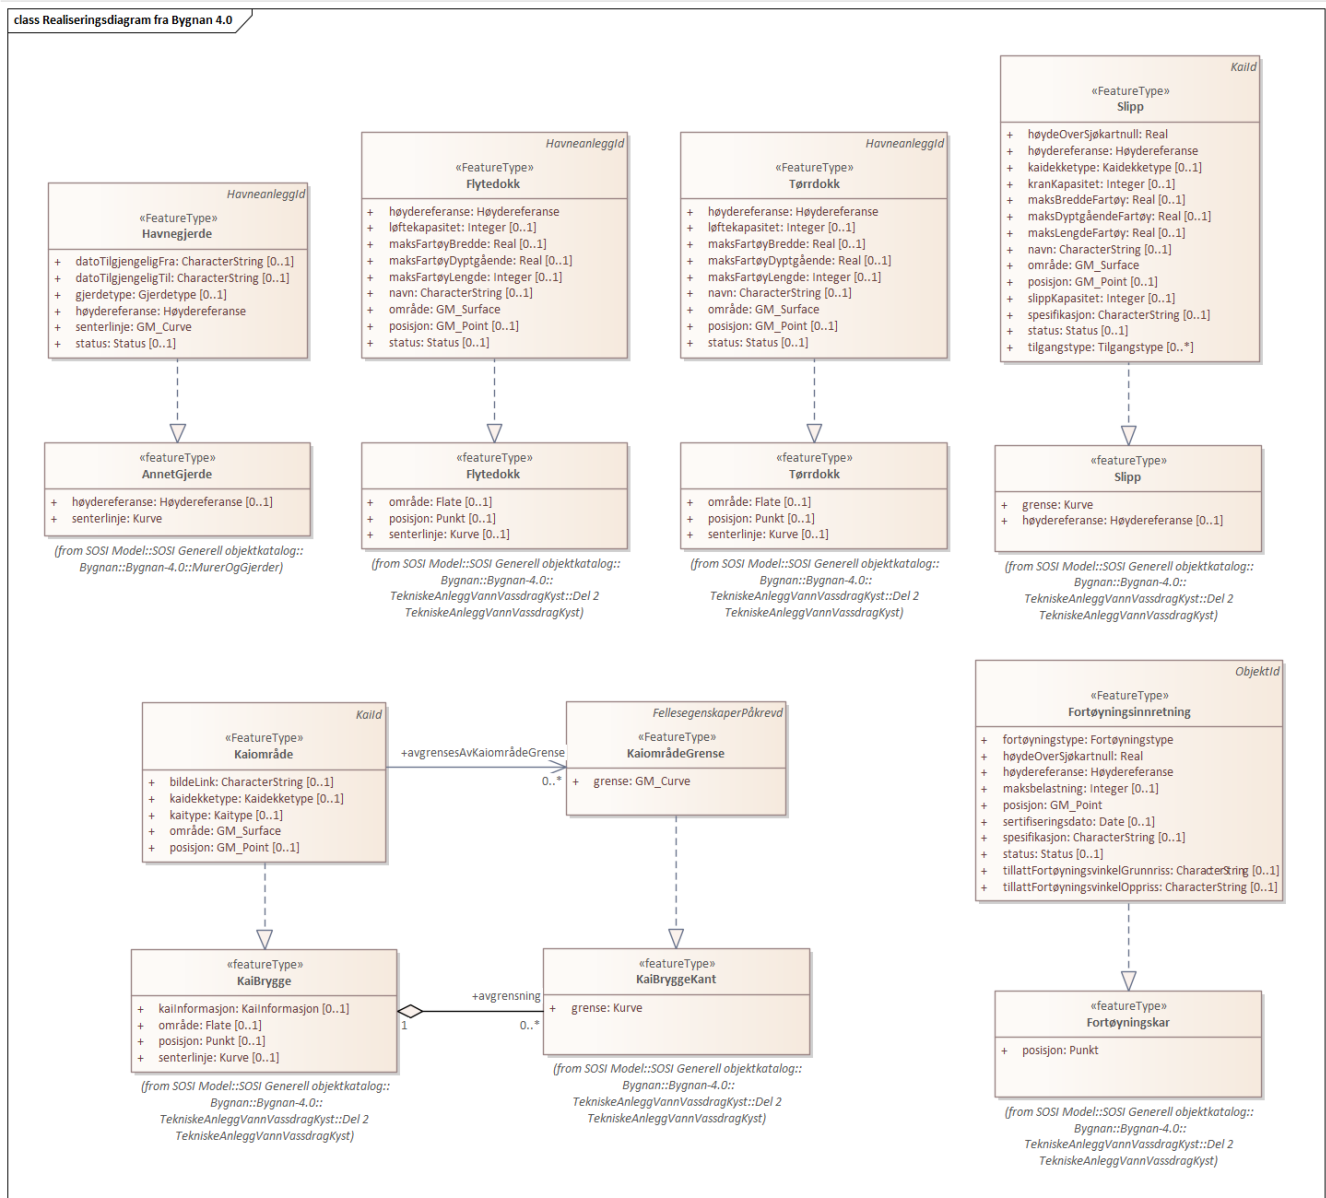 class Realiseringsdiagram fra Bygnan 4.0
HavneanleggId
«FeatureType»
Havnegjerde
+ datoTilgjengeligFra: CharacterString [0..1]
+ datoTilgjengeligTil: CharacterString [0..1]
+ gjerdetype: Gjerdetype [0..1]
+ høydereferanse: Høydereferanse
+ senterlinje: GM_Curve
+ status: Status [0..1]
HavneanleggId
«FeatureType»
Flytedokk
+ høydereferanse: Høydereferanse
+ løftekapasitet: Integer [0..1]
+ maksFartøyBredde: Real [0..1]
+ maksFartøyDyptgående: Real [0..1]
+ maksFartøyLengde: Integer [0..1]
+ navn: CharacterString [0..1]
+ område: GM_Surface
+ posisjon: GM_Point [0..1]
+ status: Status [0..1]
HavneanleggId
«FeatureType»
Tørrdokk
+ høydereferanse: Høydereferanse
+ løftekapasitet: Integer [0..1]
+ maksFartøyBredde: Real [0..1]
+ maksFartøyDyptgående: Real [0..1]
+ maksFartøyLengde: Integer [0..1]
+ navn: CharacterString [0..1]
+ område: GM_Surface
+ posisjon: GM_Point [0..1]
+ status: Status [0..1]
KaiId
«FeatureType»
Slipp
+ høydeOverSjøkartnull: Real
+ høydereferanse: Høydereferanse
+ kaidekketype: Kaidekketype [0..1]
+ kranKapasitet: Integer [0..1]
+ maksBreddeFartøy: Real [0..1]
+ maksDyptgåendeFartøy: Real [0..1]
+ maksLengdeFartøy: Real [0..1]
+ navn: CharacterString [0..1]
+ område: GM_Surface
+ posisjon: GM_Point [0..1]
+ slippKapasitet: Integer [0..1]
+ spesifikasjon: CharacterString [0..1]
+ status: Status [0..1]
+ tilgangstype: Tilgangstype [0..*]
«featureType»
AnnetGjerde
+ høydereferanse: Høydereferanse [0..1]
+ senterlinje: Kurve
(from SOSI Model::SOSI Generell objektkatalog::
Bygnan::Bygnan-4.0::MurerOgGjerder)
«featureType»
Flytedokk
+ område: Flate [0..1]
+ posisjon: Punkt [0..1]
+ senterlinje: Kurve [0..1]
(from SOSI Model::SOSI Generell objektkatalog::
Bygnan::Bygnan-4.0::
TekniskeAnleggVannVassdragKyst::Del 2
TekniskeAnleggVannVassdragKyst)
«featureType»
Tørrdokk
+ område: Flate [0..1]
+ posisjon: Punkt [0..1]
+ senterlinje: Kurve [0..1]
(from SOSI Model::SOSI Generell objektkatalog::
Bygnan::Bygnan-4.0::
TekniskeAnleggVannVassdragKyst::Del 2
TekniskeAnleggVannVassdragKyst)
«featureType»
Slipp
+ grense: Kurve
+ høydereferanse: Høydereferanse [0..1]
(from SOSI Model::SOSI Generell objektkatalog::
Bygnan::Bygnan-4.0::
TekniskeAnleggVannVassdragKyst::Del 2
TekniskeAnleggVannVassdragKyst)
KaiId
«FeatureType»
Kaiområde
+ bildeLink: CharacterString [0..1]
+ kaidekketype: Kaidekketype [0..1]
+ kaitype: Kaitype [0..1]
+ område: GM_Surface
+ posisjon: GM_Point [0..1]
+avgrensesAvKaiområdeGrense
0..*
FellesegenskaperPåkrevd
«FeatureType»
KaiområdeGrense
+ grense: GM_Curve
ObjektId
«FeatureType»
Fortøyningsinnretning
+ fortøyningstype: Fortøyningstype
+ høydeOverSjøkartnull: Real
+ høydereferanse: Høydereferanse
+ maksbelastning: Integer [0..1]
+ posisjon: GM_Point
+ sertifiseringsdato: Date [0..1]
+ spesifikasjon: CharacterString [0..1]
+ status: Status [0..1]
+ tillattFortøyningsvinkelGrunnriss: CharacterString [0..1]
+ tillattFortøyningsvinkelOppriss: CharacterString [0..1]
«featureType»
KaiBrygge
+ kaiInformasjon: KaiInformasjon [0..1]
+ område: Flate [0..1]
+ posisjon: Punkt [0..1]
+ senterlinje: Kurve [0..1]
(from SOSI Model::SOSI Generell objektkatalog::
Bygnan::Bygnan-4.0::
TekniskeAnleggVannVassdragKyst::Del 2
TekniskeAnleggVannVassdragKyst)
+avgrensning
1
0..*
«featureType»
KaiBryggeKant
+ grense: Kurve
(from SOSI Model::SOSI Generell objektkatalog::
Bygnan::Bygnan-4.0::
TekniskeAnleggVannVassdragKyst::Del 2
TekniskeAnleggVannVassdragKyst)
«featureType»
Fortøyningskar
+ posisjon: Punkt
(from SOSI Model::SOSI Generell objektkatalog::
Bygnan::Bygnan-4.0::
TekniskeAnleggVannVassdragKyst::Del 2
TekniskeAnleggVannVassdragKyst)